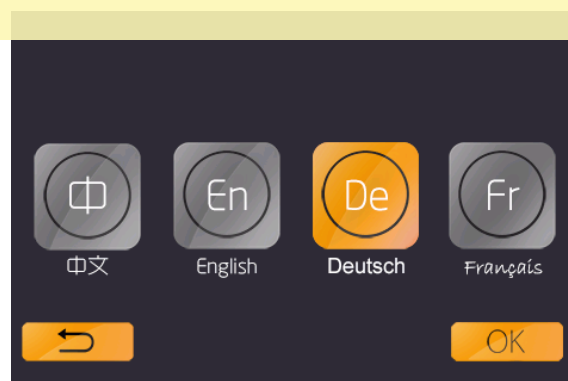 中 En De Fr
中文 English Deutsch Français
OK